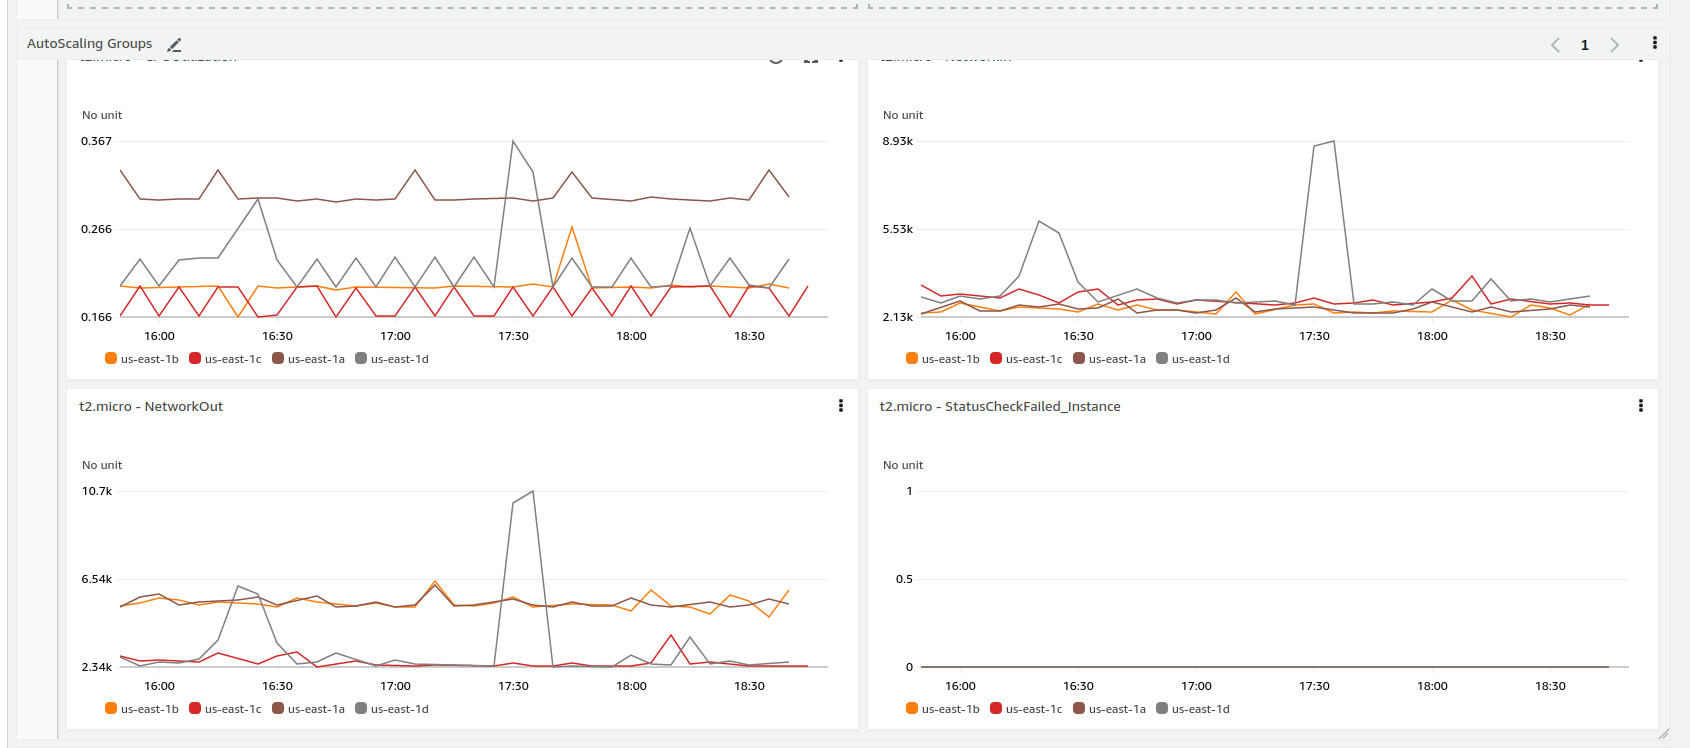 AutoScaling Groups
1
No unit
0.367
0.266
0.166
16:00 16:30 17:00 17:30 18:00 18:30
us-east-1b us-east-1c us-east-1a us-east-1d
No unit
8.93k
5.53k
2.13k
16:00 16:30 17:00 17:30 18:00 18:30
us-east-1b us-east-1c us-east-1a us-east-1d
t2.micro - NetworkOut
No unit
10.7k
6.54k
2.34k
16:00 16:30 17:00 17:30 18:00 18:30
us-east-1b us-east-1c us-east-1a us-east-1d
t2.micro - StatusCheckFailed_Instance
No unit
1
0.5
0
16:00 16:30 17:00 17:30 18:00 18:30
us-east-1b us-east-1c us-east-1a us-east-1d